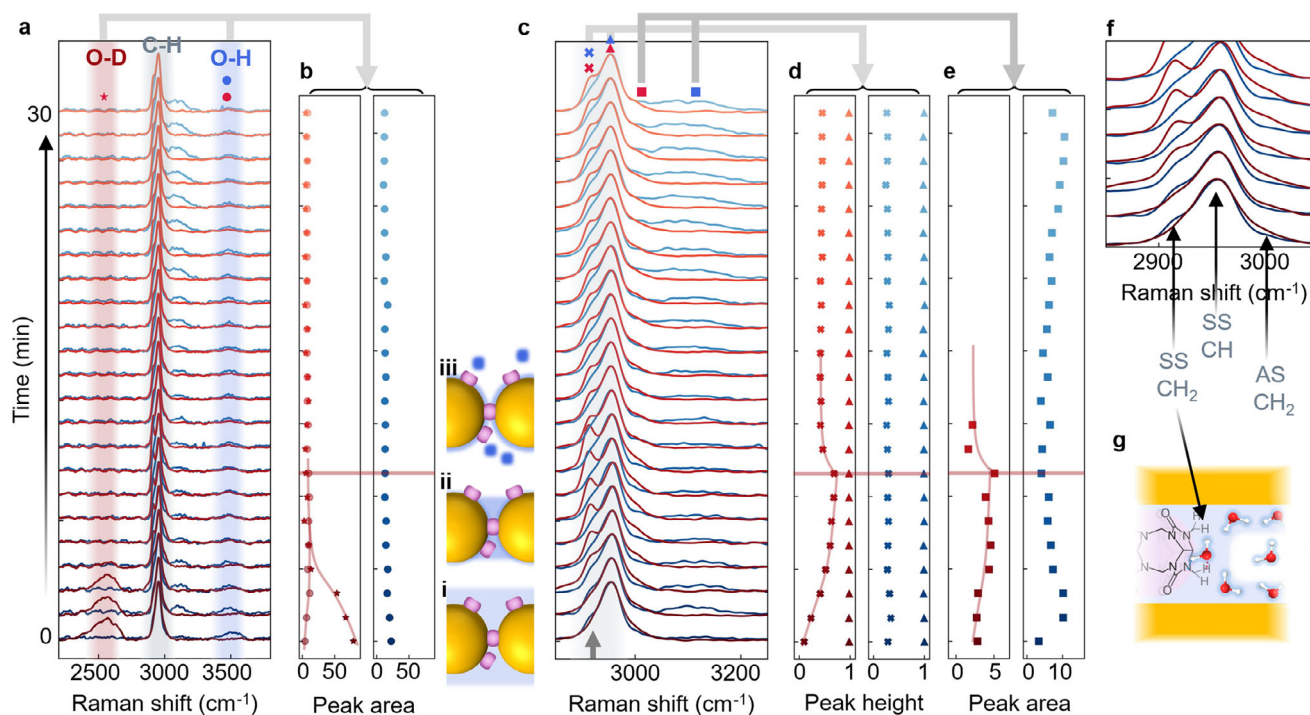 a
O-D
C-H
O-H
30
Time (min)
0
2500 3000 3500
Raman shift (cm⁻¹)
b
0 50
0 50
Peak area
iii
ii
i
c
3000 3200
Raman shift (cm⁻¹)
d
0 1
0 1
Peak height
e
0 5
0 10
Peak area
f
2900 3000
Raman shift (cm⁻¹)
SS
CH
SS
CH₂
AS
CH₂
g
O
H
N
N
H
N
N
H
N
N
H
O